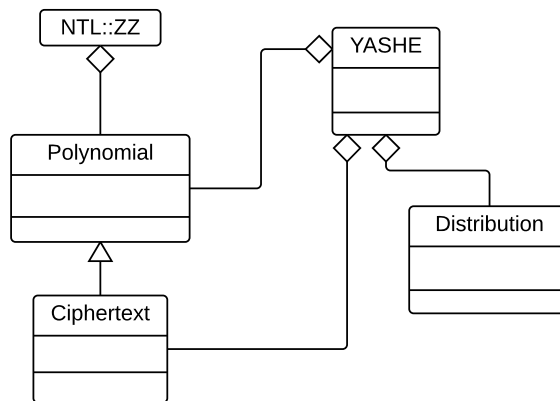 NTL::ZZ
YASHE
Polynomial
Distribution
Ciphertext